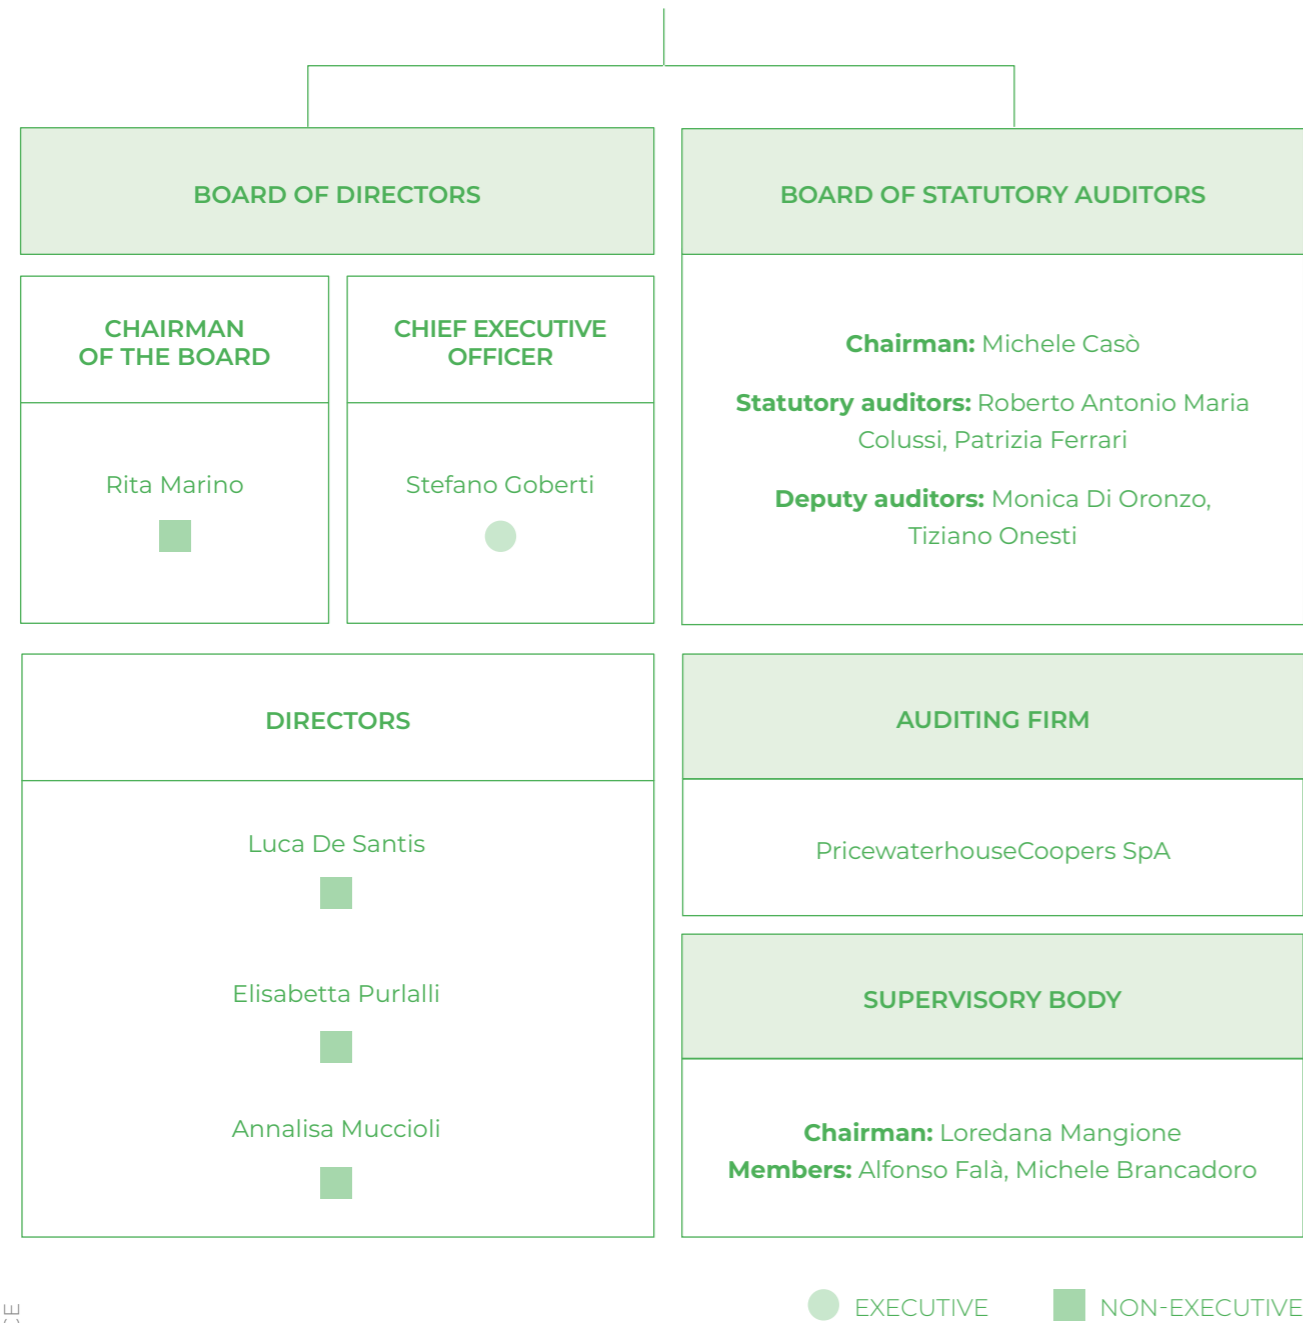 BOARD OF DIRECTORS
CHAIRMAN
OF THE BOARD
Rita Marino
CHIEF EXECUTIVE
OFFICER
Stefano Goberti
DIRECTORS
Luca De Santis
Elisabetta Purlalli
Annalisa Muccioli
BOARD OF STATUTORY AUDITORS
Chairman: Michele Casò
Statutory auditors: Roberto Antonio Maria
Colussi, Patrizia Ferrari
Deputy auditors: Monica Di Oronzo,
Tiziano Onesti
AUDITING FIRM
PricewaterhouseCoopers SpA
SUPERVISORY BODY
Chairman: Loredana Mangione
Members: Alfonso Falà, Michele Brancadoro
EXECUTIVE
NON-EXECUTIVE